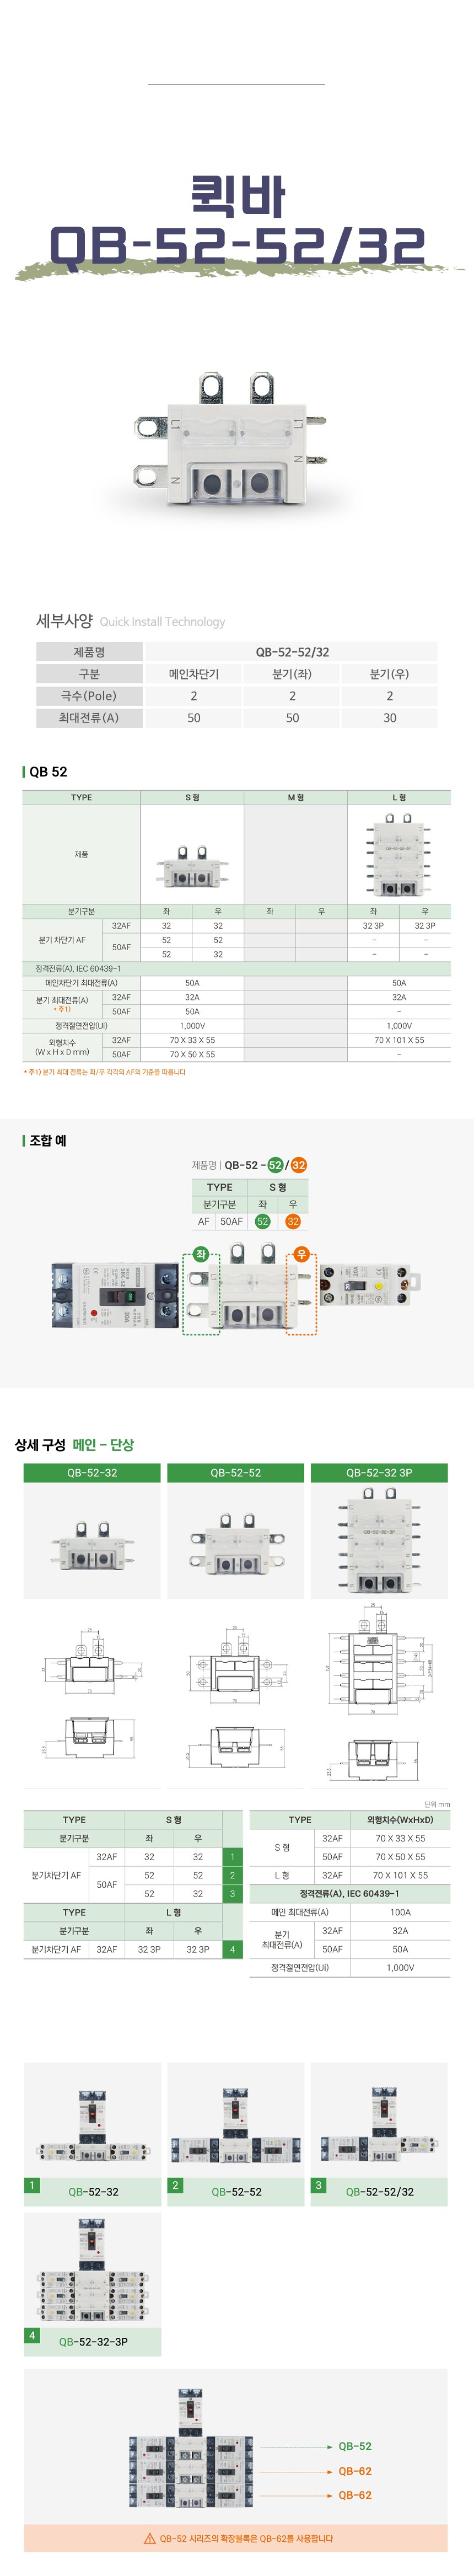 퀵바
QB-52-52/32
L1 L1
N N
세부사양 Quick Install Technology
제품명 QB-52-52/32
구분 메인차단기 분기(좌) 분기(우)
극수(Pole) 2 2 2
최대전류(A) 50 50 30
QB 52
TYPE S 형 M 형 L 형
제품
분기구분 좌 우 좌 우 좌 우
분기 차단기 AF 32AF 32 32 32 3P 32 3P
50AF 52 52 - -
52 32 - -
정격전류(A), IEC 60439-1
메인차단기 최대전류(A) 50A 50A
분기 최대전류(A) 32AF 32A 32A
* 주1) 50AF 50A -
정격절연전압(Ui) 1,000V 1,000V
외형치수 32AF 70 X 33 X 55 70 X 101 X 55
(W x H x D mm) 50AF 70 X 50 X 55 -
* 주1) 분기 최대 전류는 좌/우 각각의 AF의 기준을 따릅니다
조합 예
제품명 | QB-52 - 52 / 32
TYPE S 형
분기구분 좌 우
AF 50AF 52 32
좌 우
상세 구성 메인 - 단상
QB-52-32 QB-52-52 QB-52-32 3P
단위 mm
TYPE S 형
분기구분 좌 우
분기차단기 AF 32AF 32 32 1
50AF 52 52 2
52 32 3
TYPE L 형
분기구분 좌 우
분기차단기 AF 32AF 32 3P 32 3P 4
TYPE 외형치수(WxHxD)
S 형 32AF 70 X 33 X 55
50AF 70 X 50 X 55
L 형 32AF 70 X 101 X 55
정격전류(A), IEC 60439-1
메인 최대전류(A) 100A
분기 최대전류(A) 32AF 32A
50AF 50A
정격절연전압(Ui) 1,000V
1 QB-52-32
2 QB-52-52
3 QB-52-52/32
4 QB-52-32-3P
QB-52
QB-62
QB-62
QB-52 시리즈의 확장블록은 QB-62를 사용합니다